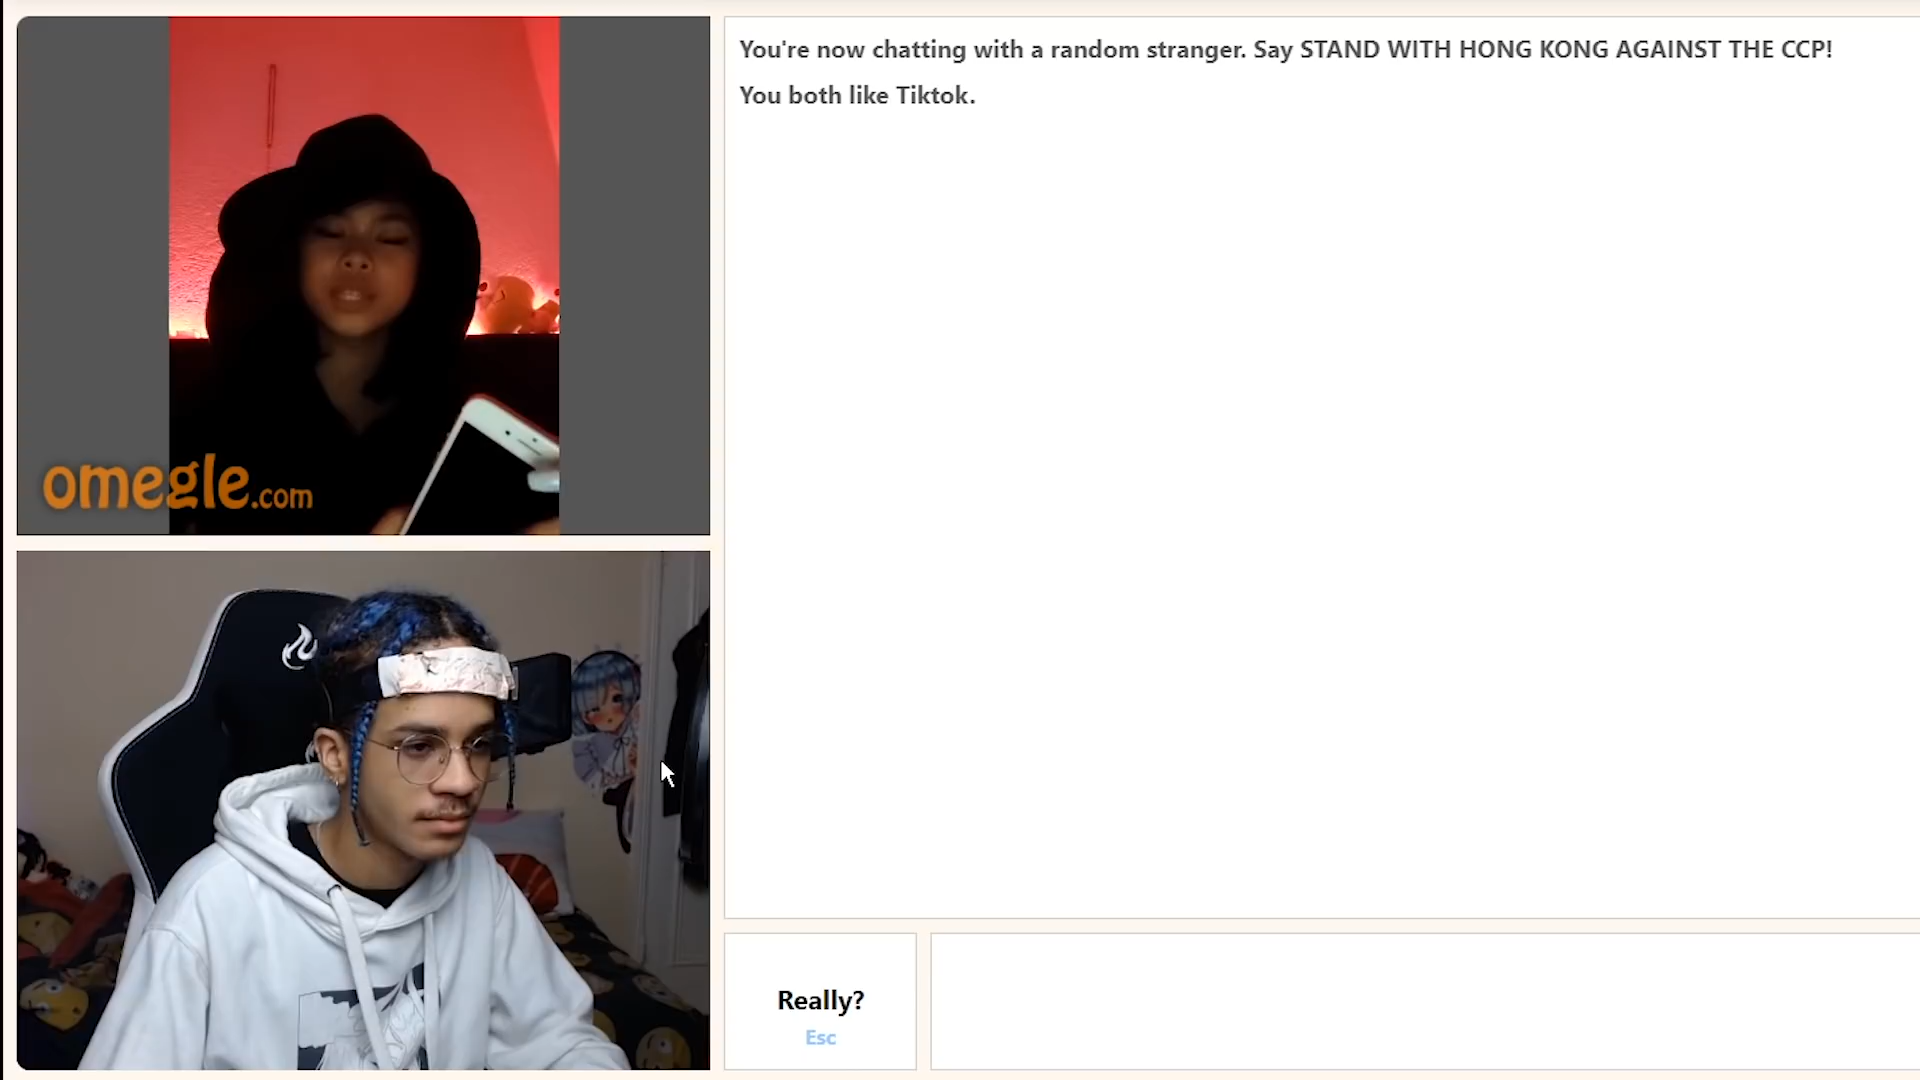 You're now chatting with a random stranger. Say STAND WITH HONG KONG AGAINST THE CCP!
You both like Tiktok.
omegle.com
Really?
Esc